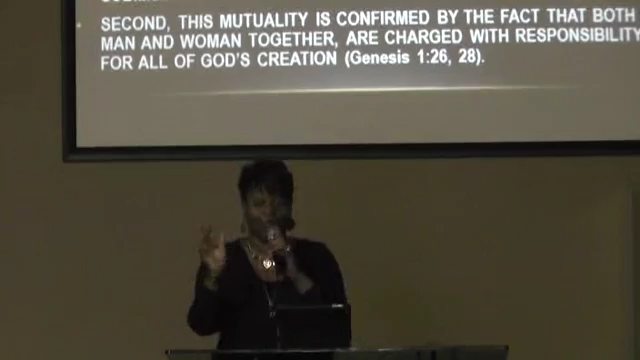 SECOND, THIS MUTUALITY IS CONFIRMED BY THE FACT THAT BOTH
MAN AND WOMAN TOGETHER, ARE CHARGED WITH RESPONSIBILITY
FOR ALL OF GOD'S CREATION (Genesis 1:26, 28).